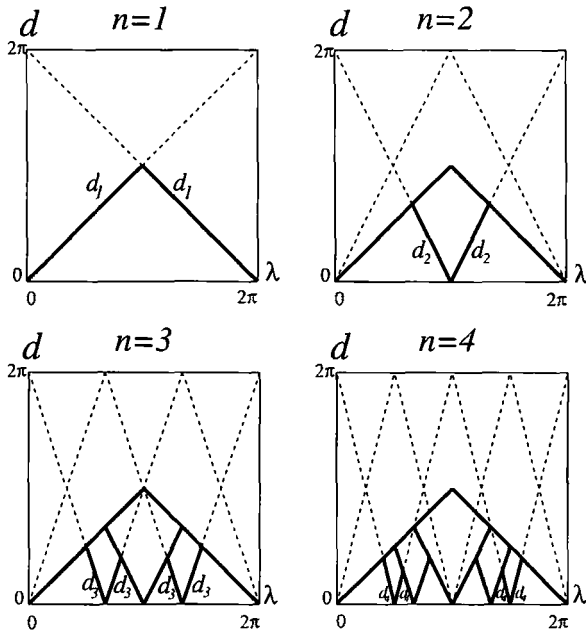 d n=1 d n=2
2π 2π
d₁ d₁
d₂ d₂
0 λ 0 λ
0 2π 0 2π
d n=3 d n=4
2π 2π
d₃ d₃ d₃ d₃
0 λ 0 λ
0 2π 0 2π